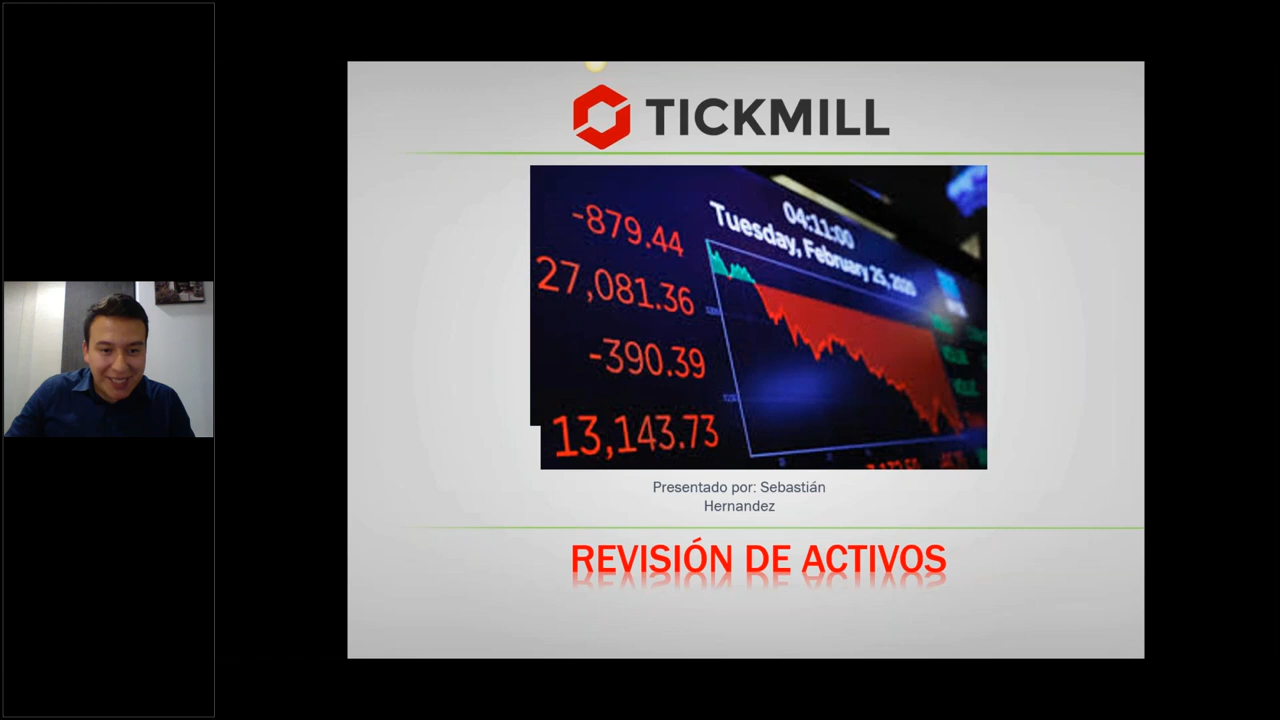 TICKMILL
-879.44
27,081.36
-390.39
13,143.73
04:11:00
Tuesday, February 25, 2020
Presentado por: Sebastián
Hernandez
REVISIÓN DE ACTIVOS